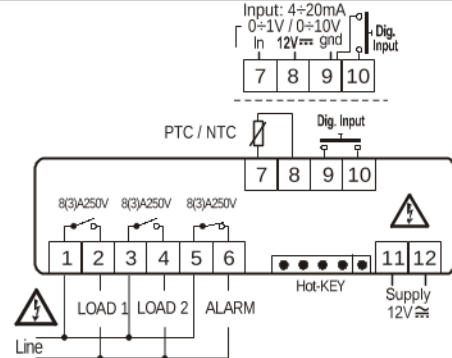 Input: 4÷20mA
0÷1V / 0÷10V
In 12V⎓ gnd
Dig. Input
7 8 9 10
PTC / NTC
Dig. Input
7 8 9 10
8(3)A250V 8(3)A250V 8(3)A250V
1 2 3 4 5 6
11 12
Hot-KEY
LOAD 1 LOAD 2 ALARM
Supply
12V≂
Line